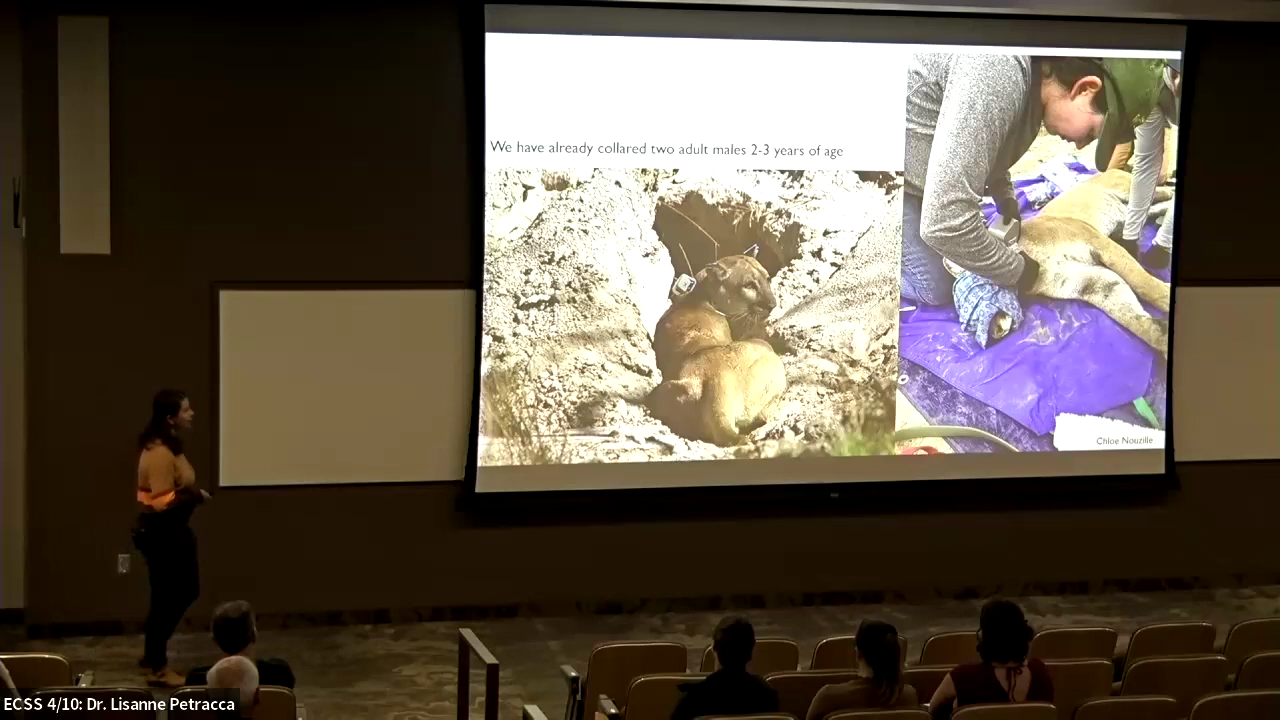 We have already collared two adult males 2-3 years of age
Chloe Nouzille
ECSS 4/10: Dr. Lisanne Petracca